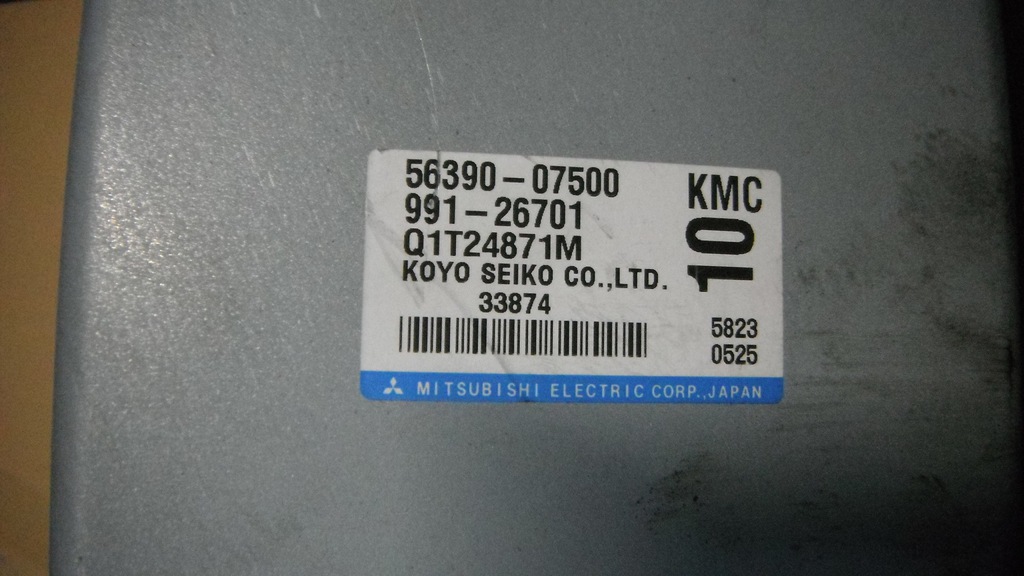 56390-07500
991-26701
Q1T24871M
KOYO SEIKO CO.,LTD.
33874
KMC
10
5823
0525
MITSUBISHI ELECTRIC CORP.,JAPAN